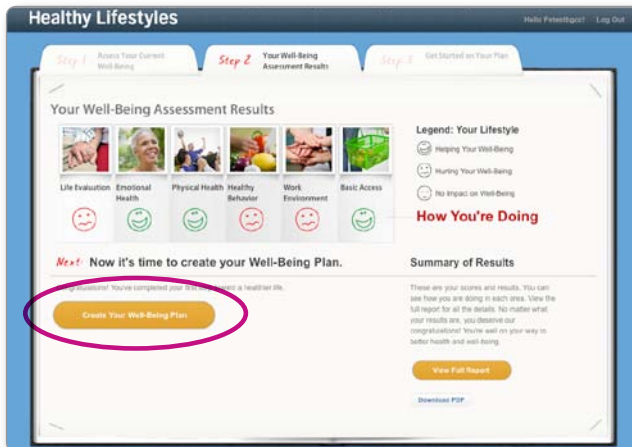 Healthy Lifestyles
Hello Petestbgcc! Log Out
Step 1 Assess Your Current Well-Being
Step 2 Your Well-Being Assessment Results
Step 3 Get Started on Your Plan
Your Well-Being Assessment Results
Life Evaluation
Emotional Health
Physical Health
Healthy Behavior
Work Environment
Basic Access
Legend: Your Lifestyle
Helping Your Well-Being
Hurting Your Well-Being
No Impact on Well-Being
How You're Doing
Next: Now it's time to create your Well-Being Plan.
Congratulations! You've completed your first step toward a healthier life.
Create Your Well-Being Plan
Summary of Results
These are your scores and results. You can
see how you are doing in each area. View the
full report for all the details. No matter what
your results are, you deserve our
congratulations! You're well on your way to
better health and well-being.
View Full Report
Download PDF